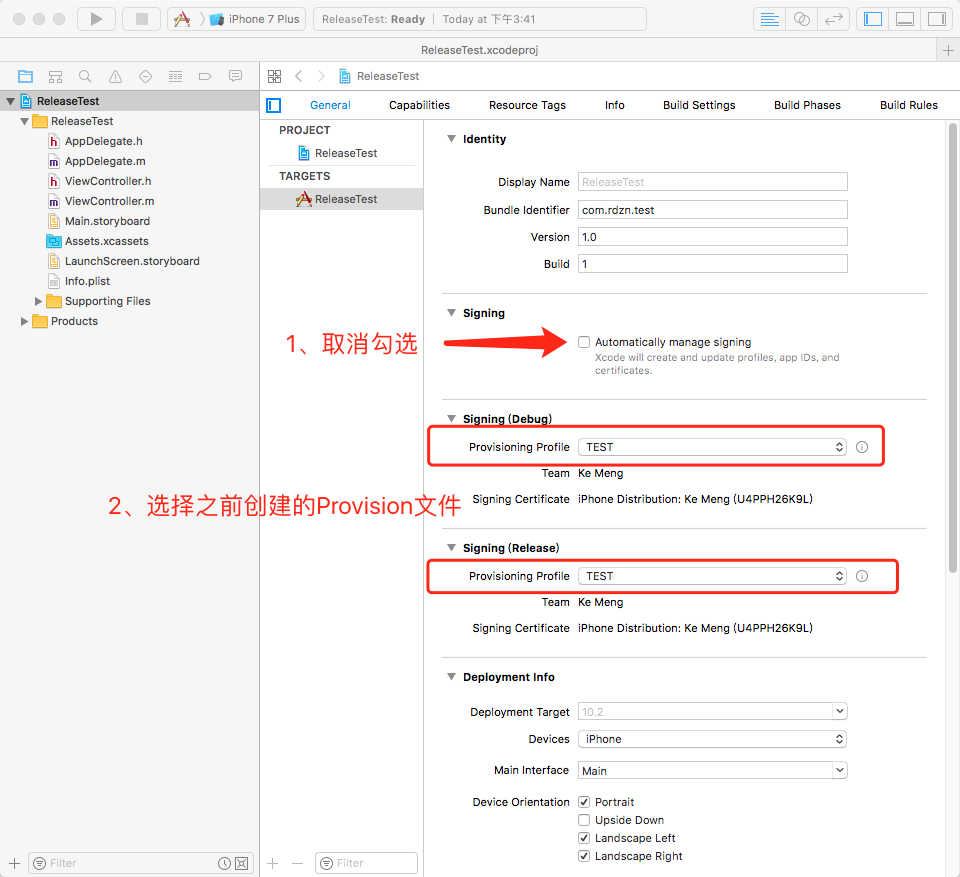 iPhone 7 Plus
ReleaseTest: Ready | Today at 下午3:41
ReleaseTest.xcodeproj
ReleaseTest
General
Capabilities
Resource Tags
Info
Build Settings
Build Phases
Build Rules
ReleaseTest
ReleaseTest
AppDelegate.h
AppDelegate.m
ViewController.h
ViewController.m
Main.storyboard
Assets.xcassets
LaunchScreen.storyboard
Info.plist
Supporting Files
Products
Filter
PROJECT
ReleaseTest
TARGETS
ReleaseTest
Filter
Identity
Display Name ReleaseTest
Bundle Identifier com.rdzn.test
Version 1.0
Build 1
Signing
1、取消勾选
Automatically manage signing
Xcode will create and update profiles, app IDs, and
certificates.
Signing (Debug)
Provisioning Profile TEST
Team Ke Meng
Signing Certificate iPhone Distribution: Ke Meng (U4PPH26K9L)
2、选择之前创建的Provision文件
Signing (Release)
Provisioning Profile TEST
Team Ke Meng
Signing Certificate iPhone Distribution: Ke Meng (U4PPH26K9L)
Deployment Info
Deployment Target 10.2
Devices iPhone
Main Interface Main
Device Orientation Portrait
Upside Down
Landscape Left
Landscape Right